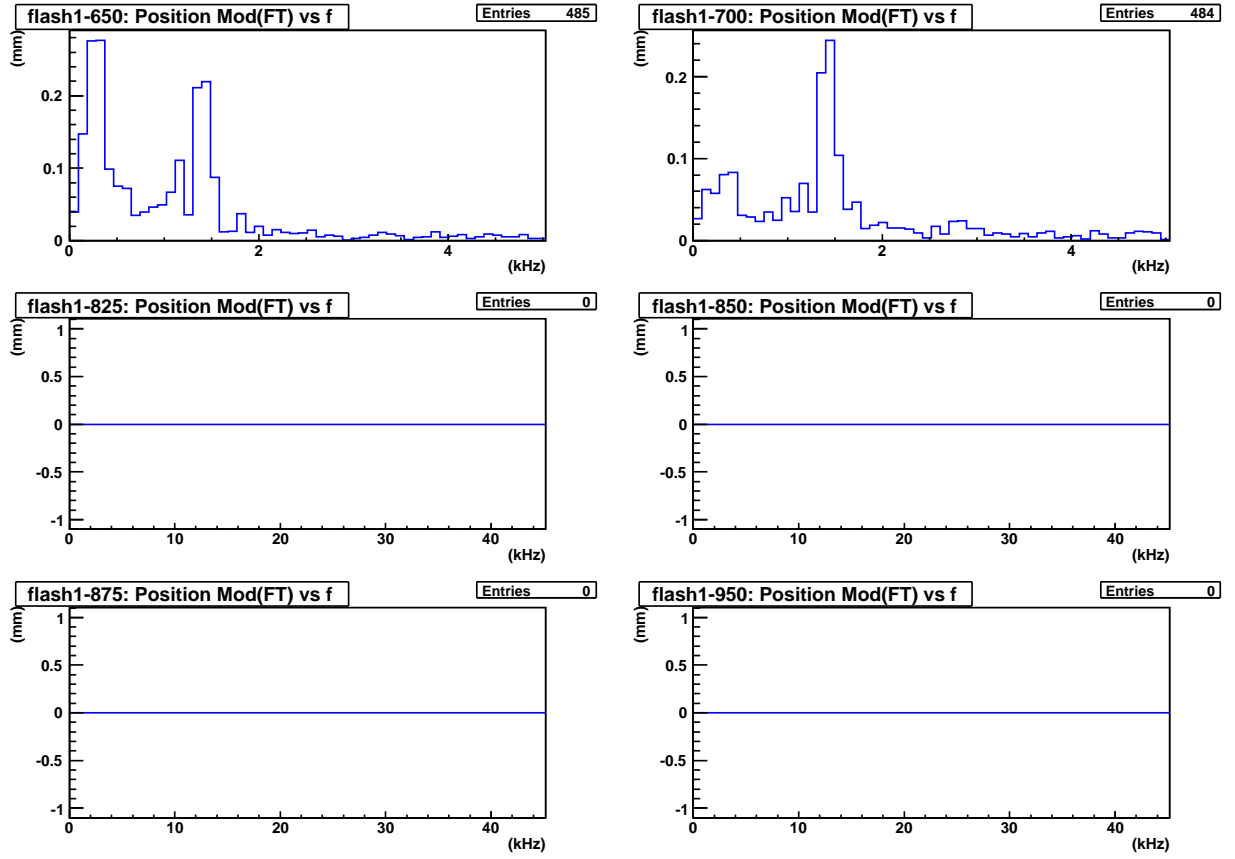 flash1-650: Position Mod(FT) vs f
Entries 485
(mm)
0.2
0.1
0
0 2 4
(kHz)
flash1-700: Position Mod(FT) vs f
Entries 484
(mm)
0.2
0.1
0
0 2 4
(kHz)
flash1-825: Position Mod(FT) vs f
Entries 0
(mm)
1
0.5
0
-0.5
-1
0 10 20 30 40
(kHz)
flash1-850: Position Mod(FT) vs f
Entries 0
(mm)
1
0.5
0
-0.5
-1
0 10 20 30 40
(kHz)
flash1-875: Position Mod(FT) vs f
Entries 0
(mm)
1
0.5
0
-0.5
-1
0 10 20 30 40
(kHz)
flash1-950: Position Mod(FT) vs f
Entries 0
(mm)
1
0.5
0
-0.5
-1
0 10 20 30 40
(kHz)